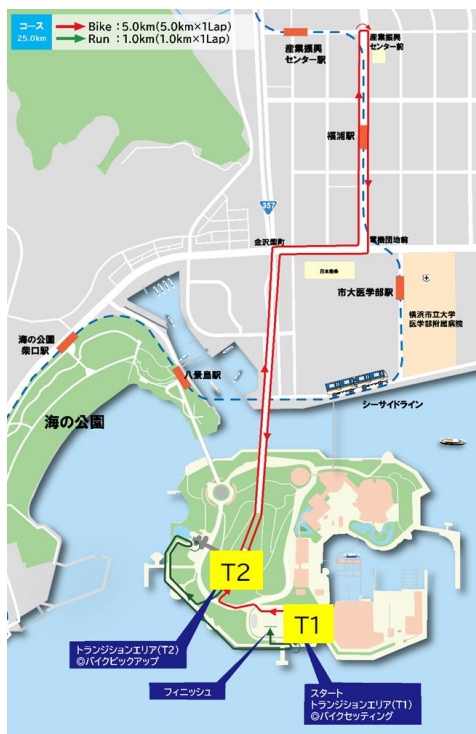 コース
25.0km
Bike : 5.0km(5.0km×1Lap)
Run : 1.0km(1.0km×1Lap)
産業振興
センター駅
産業振興
センター前
福浦駅
357
金沢柴町
電機団地前
日本発条
市大医学部駅
横浜市立大学
医学部附属病院
海の公園
柴口駅
八景島駅
シーサイドライン
海の公園
T2
T1
トランジションエリア(T2)
◎バイクピックアップ
フィニッシュ
スタート
トランジションエリア(T1)
◎バイクセッティング